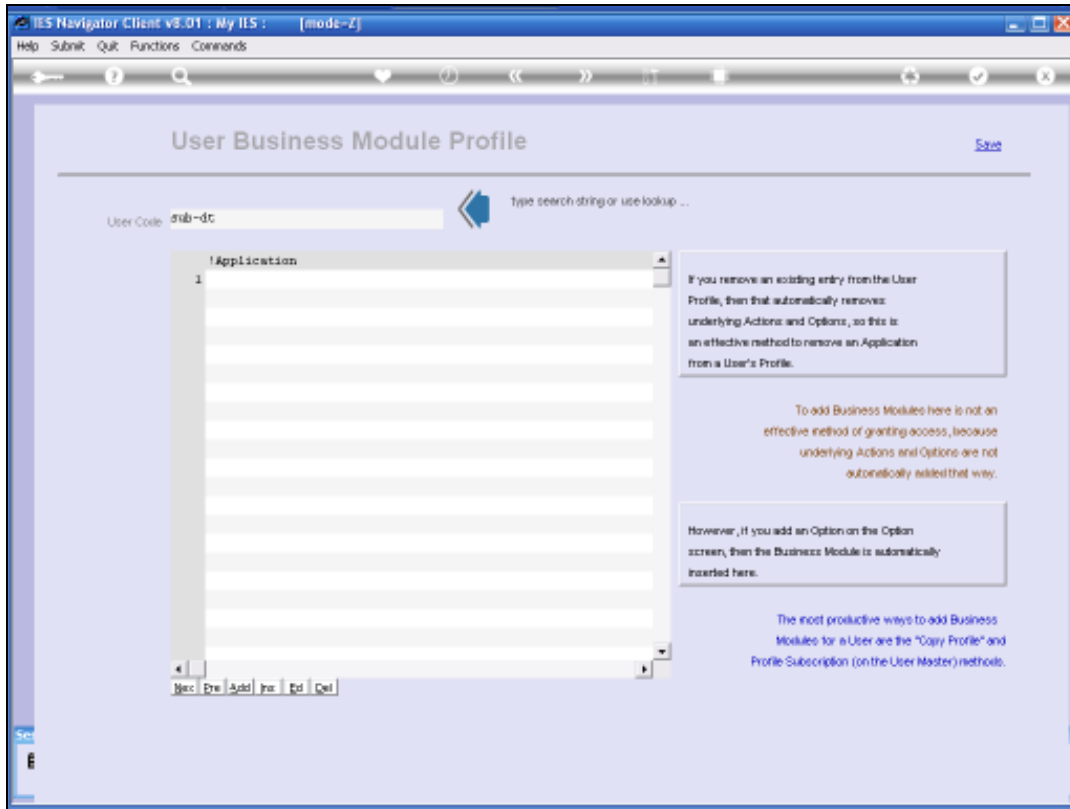 IES Navigator Client v8.01 : My IES : [mode-Z]
Help Submit Quit Functions Commands
User Business Module Profile
Save
type search string or use lookup ...
User Code sub-dt
!Application
1
If you remove an existing entry from the User
Profile, then that automatically removes
underlying Actions and Options, so this is
an effective method to remove an Application
from a User's Profile.
To add Business Modules here is not an
effective method of granting access, because
underlying Actions and Options are not
automatically added that way.
However, if you add an Option on the Option
screen, then the Business Module is automatically
inserted here.
The most productive ways to add Business
Modules for a User are the "Copy Profile" and
Profile Subscription (on the User Master) methods.
Nex Pre Add Ins Ed Del